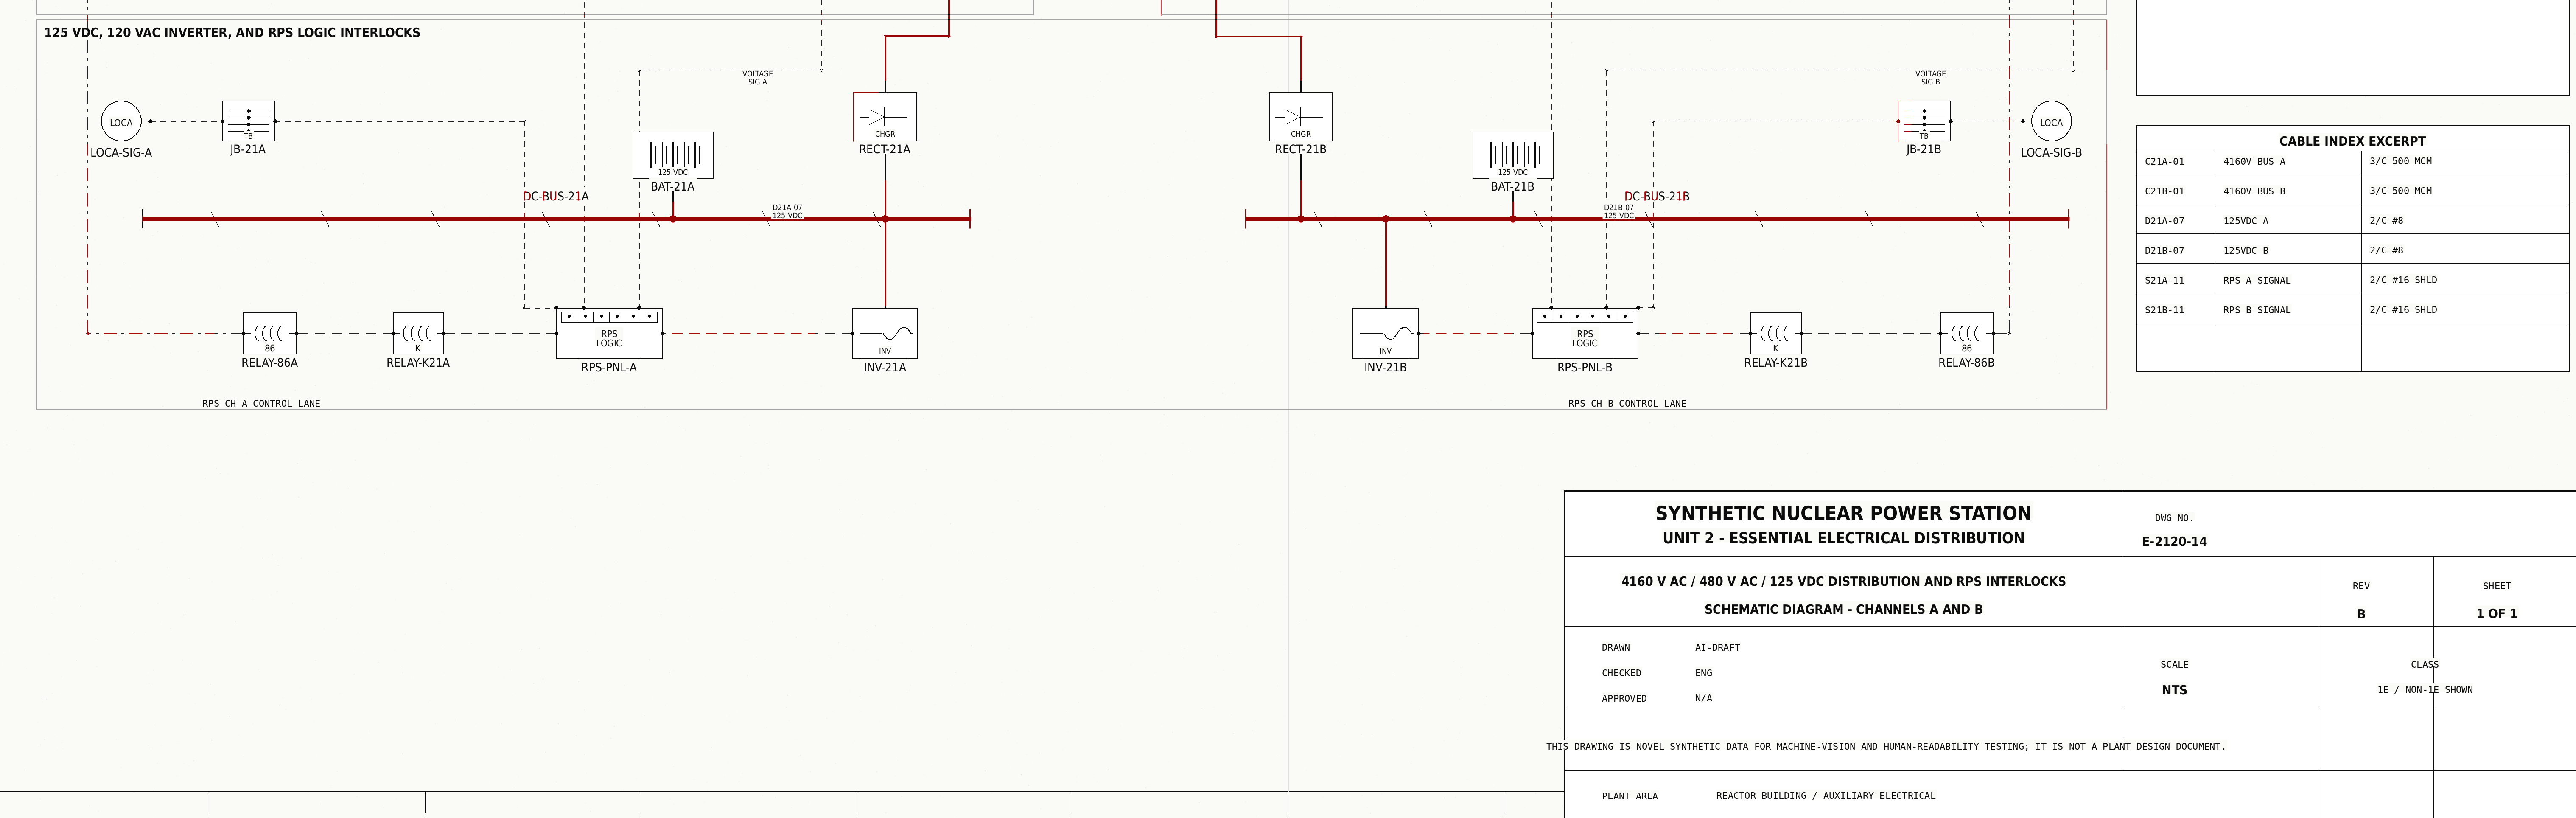 125 VDC, 120 VAC INVERTER, AND RPS LOGIC INTERLOCKS
VOLTAGE
SIG A
LOCA
LOCA-SIG-A
TB
JB-21A
125 VDC
BAT-21A
CHGR
RECT-21A
DC-BUS-21A
D21A-07
125 VDC
86
RELAY-86A
K
RELAY-K21A
RPS
LOGIC
RPS-PNL-A
INV
INV-21A
RPS CH A CONTROL LANE
VOLTAGE
SIG B
CHGR
RECT-21B
125 VDC
BAT-21B
TB
JB-21B
LOCA
LOCA-SIG-B
DC-BUS-21B
D21B-07
125 VDC
INV
INV-21B
RPS
LOGIC
RPS-PNL-B
K
RELAY-K21B
86
RELAY-86B
RPS CH B CONTROL LANE
CABLE INDEX EXCERPT
C21A-01 4160V BUS A 3/C 500 MCM
C21B-01 4160V BUS B 3/C 500 MCM
D21A-07 125VDC A 2/C #8
D21B-07 125VDC B 2/C #8
S21A-11 RPS A SIGNAL 2/C #16 SHLD
S21B-11 RPS B SIGNAL 2/C #16 SHLD
SYNTHETIC NUCLEAR POWER STATION
UNIT 2 - ESSENTIAL ELECTRICAL DISTRIBUTION
DWG NO.
E-2120-14
4160 V AC / 480 V AC / 125 VDC DISTRIBUTION AND RPS INTERLOCKS
SCHEMATIC DIAGRAM - CHANNELS A AND B
REV
B
SHEET
1 OF 1
DRAWN AI-DRAFT
CHECKED ENG
APPROVED N/A
SCALE
NTS
CLASS
1E / NON-1E SHOWN
THIS DRAWING IS NOVEL SYNTHETIC DATA FOR MACHINE-VISION AND HUMAN-READABILITY TESTING; IT IS NOT A PLANT DESIGN DOCUMENT.
PLANT AREA REACTOR BUILDING / AUXILIARY ELECTRICAL